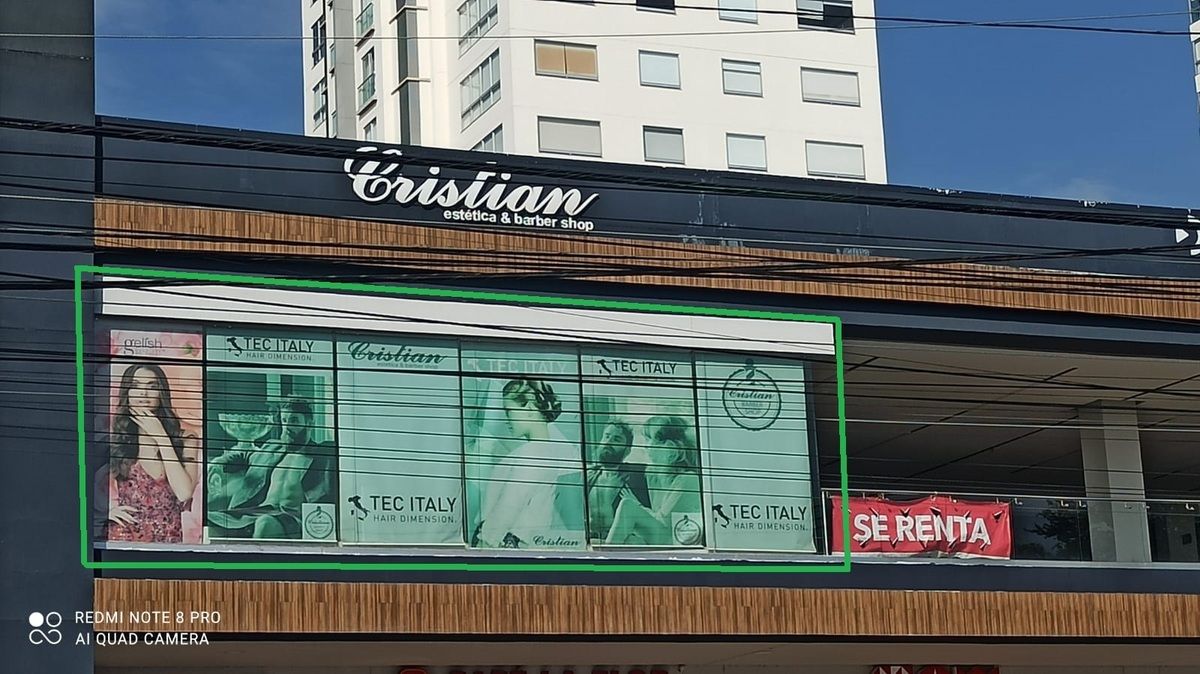 Cristian
estética & barber shop
gelish
TEC ITALY
HAIR DIMENSION.
Cristian
estética & barber shop
TEC ITALY
TEC ITALY
Cristian
BARBER
SHOP
TEC ITALY
HAIR DIMENSION.
TEC ITALY
HAIR DIMENSION.
Cristian
SE RENTA
REDMI NOTE 8 PRO
AI QUAD CAMERA